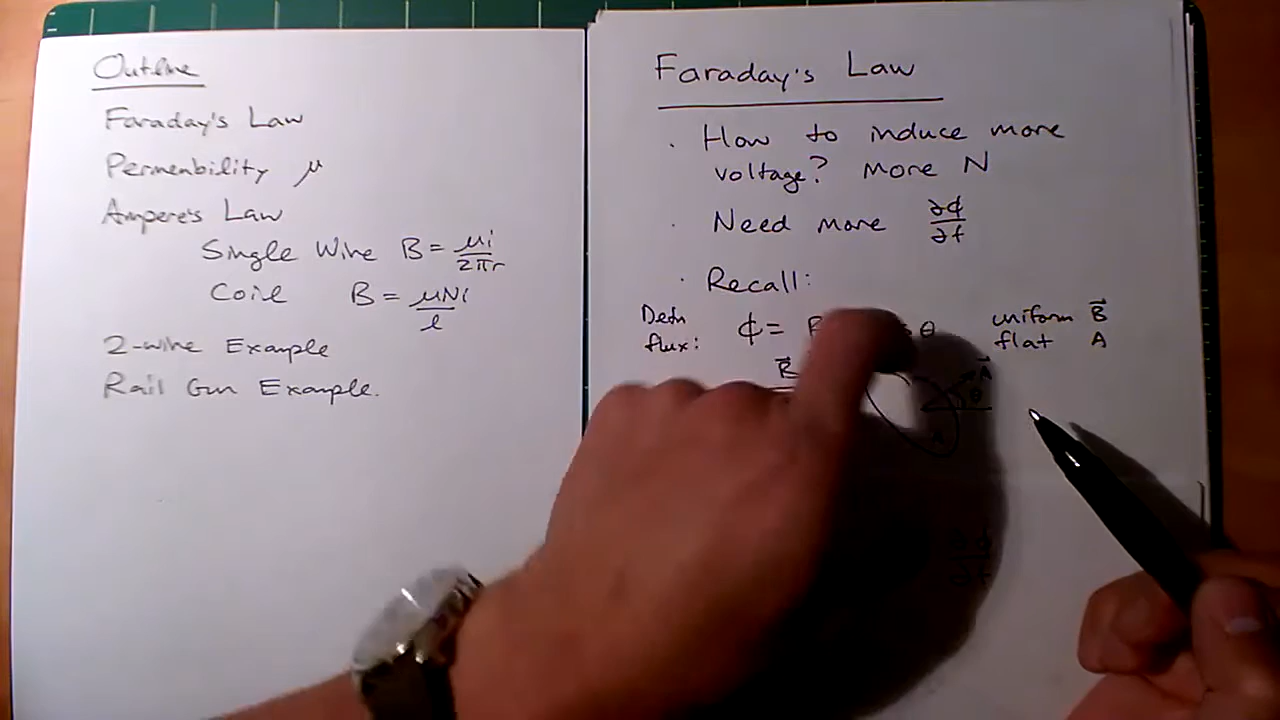 Outline
Faraday's Law
Permeability μ
Ampere's Law
Single Wire B = μi / 2πr
Coil B = μNi / l
2-wire Example
Rail Gun Example.
Faraday's Law
· How to induce more
voltage? More N
· Need more ∂ϕ/∂t
· Recall:
Defn flux: ϕ = B θ uniform B⃗ flat A
B⃗ A⃗
θ